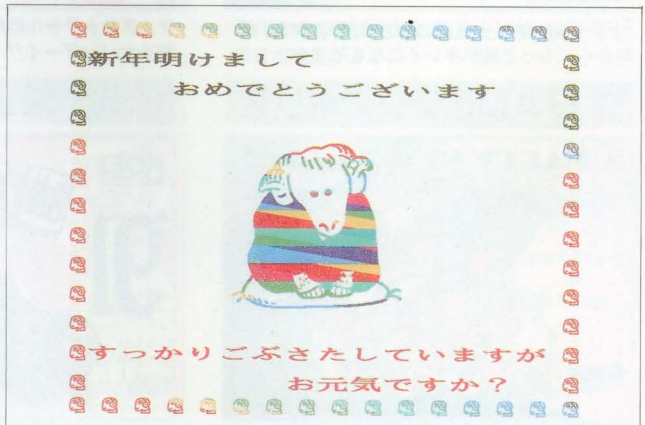 新年明けまして
おめでとうございます
すっかりごぶさたしていますが
お元気ですか？